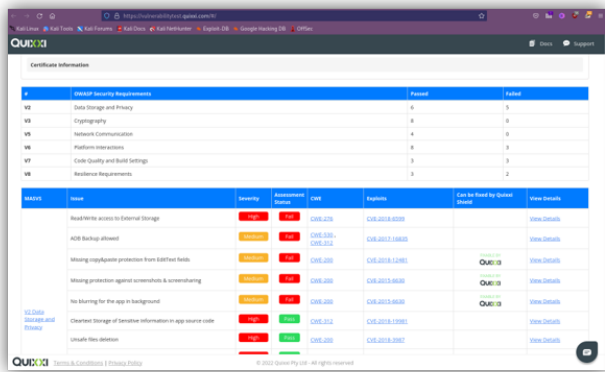 https://vulnerabilitytest.quixxi.com/#/
Kali Linux Kali Tools Kali Forums Kali Docs Kali NetHunter Exploit-DB Google Hacking DB OffSec
QUIXXI Docs Support
Certificate Information
# OWASP Security Requirements Passed Failed
V2 Data Storage and Privacy 6 5
V3 Cryptography 8 0
V5 Network Communication 4 0
V6 Platform Interactions 8 3
V7 Code Quality and Build Settings 3 3
V8 Resilience Requirements 3 2
MASVS Issue Severity Assessment Status CWE Exploits Can be fixed by Quixxi Shield View Details
Read/Write access to External Storage High Fail CWE-276 CVE-2018-6599 View Details
ADB Backup allowed Medium Fail CWE-530, CWE-312 CVE-2017-16835 View Details
Missing copy&paste protection from EditText fields Medium Fail CWE-200 CVE-2018-12481 QUIXXI View Details
Missing protection against screenshots & screensharing Medium Fail CWE-200 CVE-2015-6630 QUIXXI View Details
No blurring for the app in background Medium Fail CWE-200 CVE-2015-6630 QUIXXI View Details
V2 Data Storage and Privacy
Cleartext Storage of Sensitive Information in app source code High Pass CWE-312 CVE-2018-19981 View Details
Unsafe files deletion High Pass CWE-200 CVE-2018-3987 View Details
QUIXXI Terms & Conditions | Privacy Policy © 2022 Quixxi Pty Ltd - All rights reserved